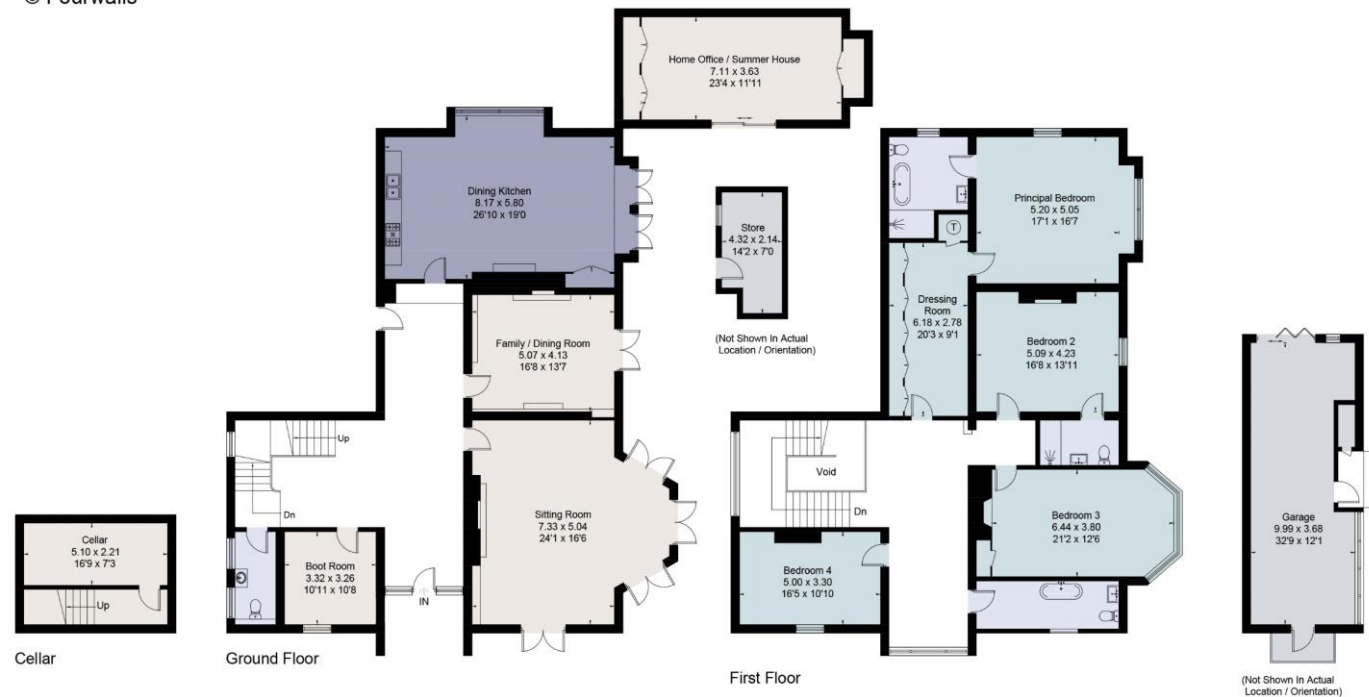 © Fourwalls
Home Office / Summer House
7.11 x 3.63
23'4 x 11'11
Dining Kitchen
8.17 x 5.80
26'10 x 19'0
Store
4.32 x 2.14
14'2 x 7'0
(Not Shown In Actual
Location / Orientation)
Family / Dining Room
5.07 x 4.13
16'8 x 13'7
Up
Dn
Sitting Room
7.33 x 5.04
24'1 x 16'6
Boot Room
3.32 x 3.26
10'11 x 10'8
IN
Cellar
5.10 x 2.21
16'9 x 7'3
Up
Cellar
Ground Floor
Principal Bedroom
5.20 x 5.05
17'1 x 16'7
T
Dressing
Room
6.18 x 2.78
20'3 x 9'1
Bedroom 2
5.09 x 4.23
16'8 x 13'11
Void
Dn
Bedroom 3
6.44 x 3.80
21'2 x 12'6
Bedroom 4
5.00 x 3.30
16'5 x 10'10
First Floor
Garage
9.99 x 3.68
32'9 x 12'1
(Not Shown In Actual
Location / Orientation)